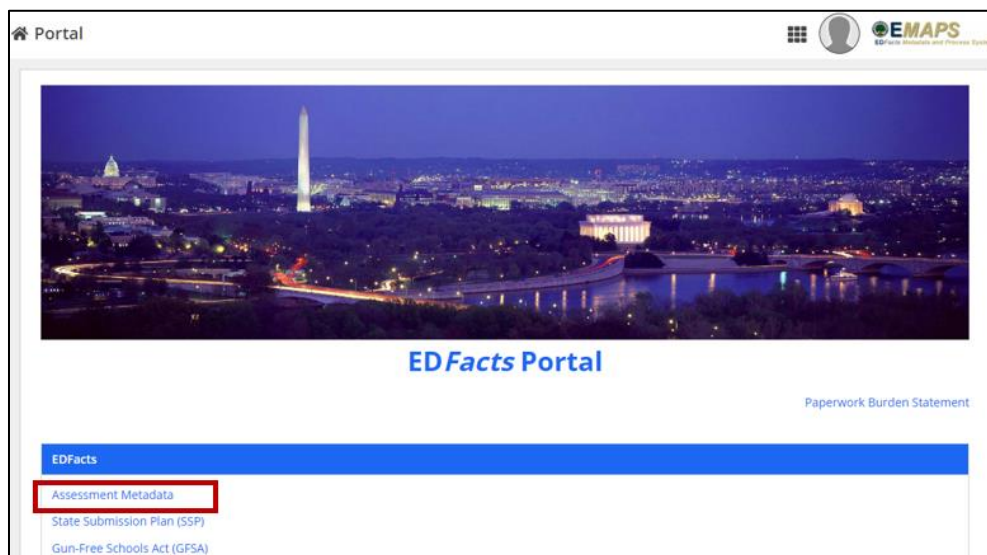 Portal
EMAPS
EDFacts Metadata and Process System
EDFacts Portal
Paperwork Burden Statement
EDFacts
Assessment Metadata
State Submission Plan (SSP)
Gun-Free Schools Act (GFSA)